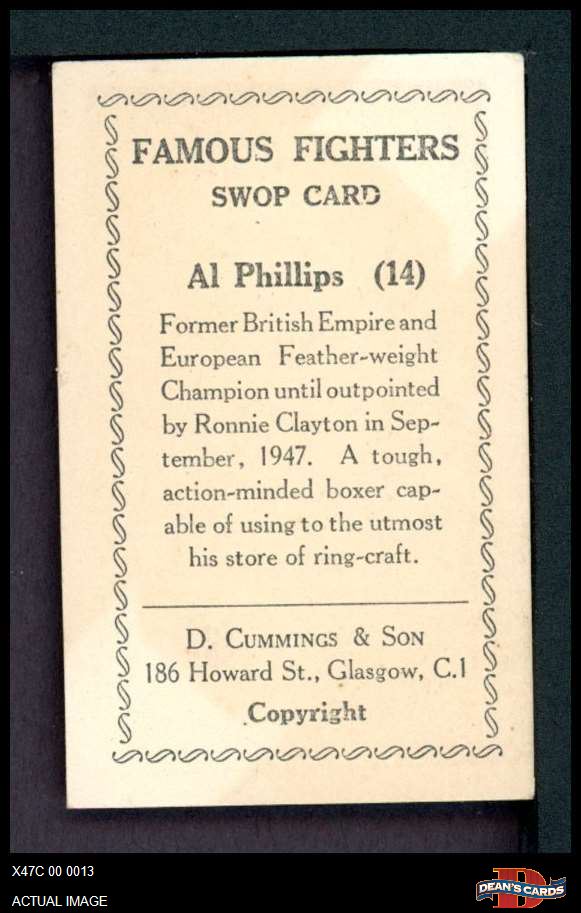 FAMOUS FIGHTERS
SWOP CARD
Al Phillips (14)
Former British Empire and
European Feather-weight
Champion until outpointed
by Ronnie Clayton in Sep-
tember, 1947. A tough,
action-minded boxer cap-
able of using to the utmost
his store of ring-craft.
D. CUMMINGS & SON
186 Howard St., Glasgow, C.1
Copyright
X47C 00 0013
ACTUAL IMAGE
D
DEAN'S CARDS